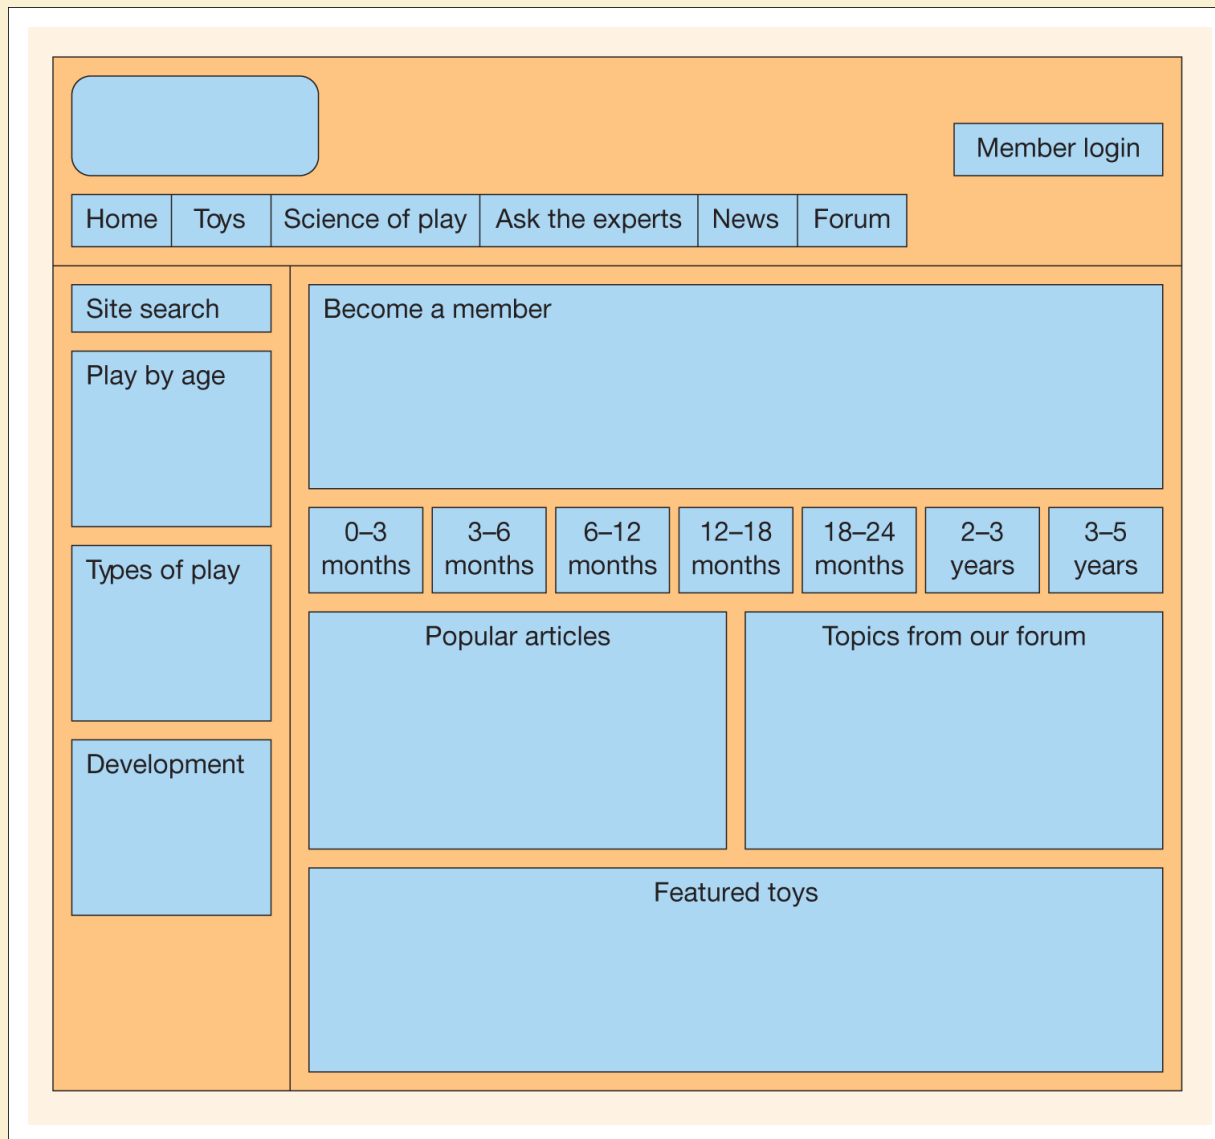 Member login
Home Toys Science of play Ask the experts News Forum
Site search
Play by age
Types of play
Development
Become a member
0–3 months
3–6 months
6–12 months
12–18 months
18–24 months
2–3 years
3–5 years
Popular articles
Topics from our forum
Featured toys